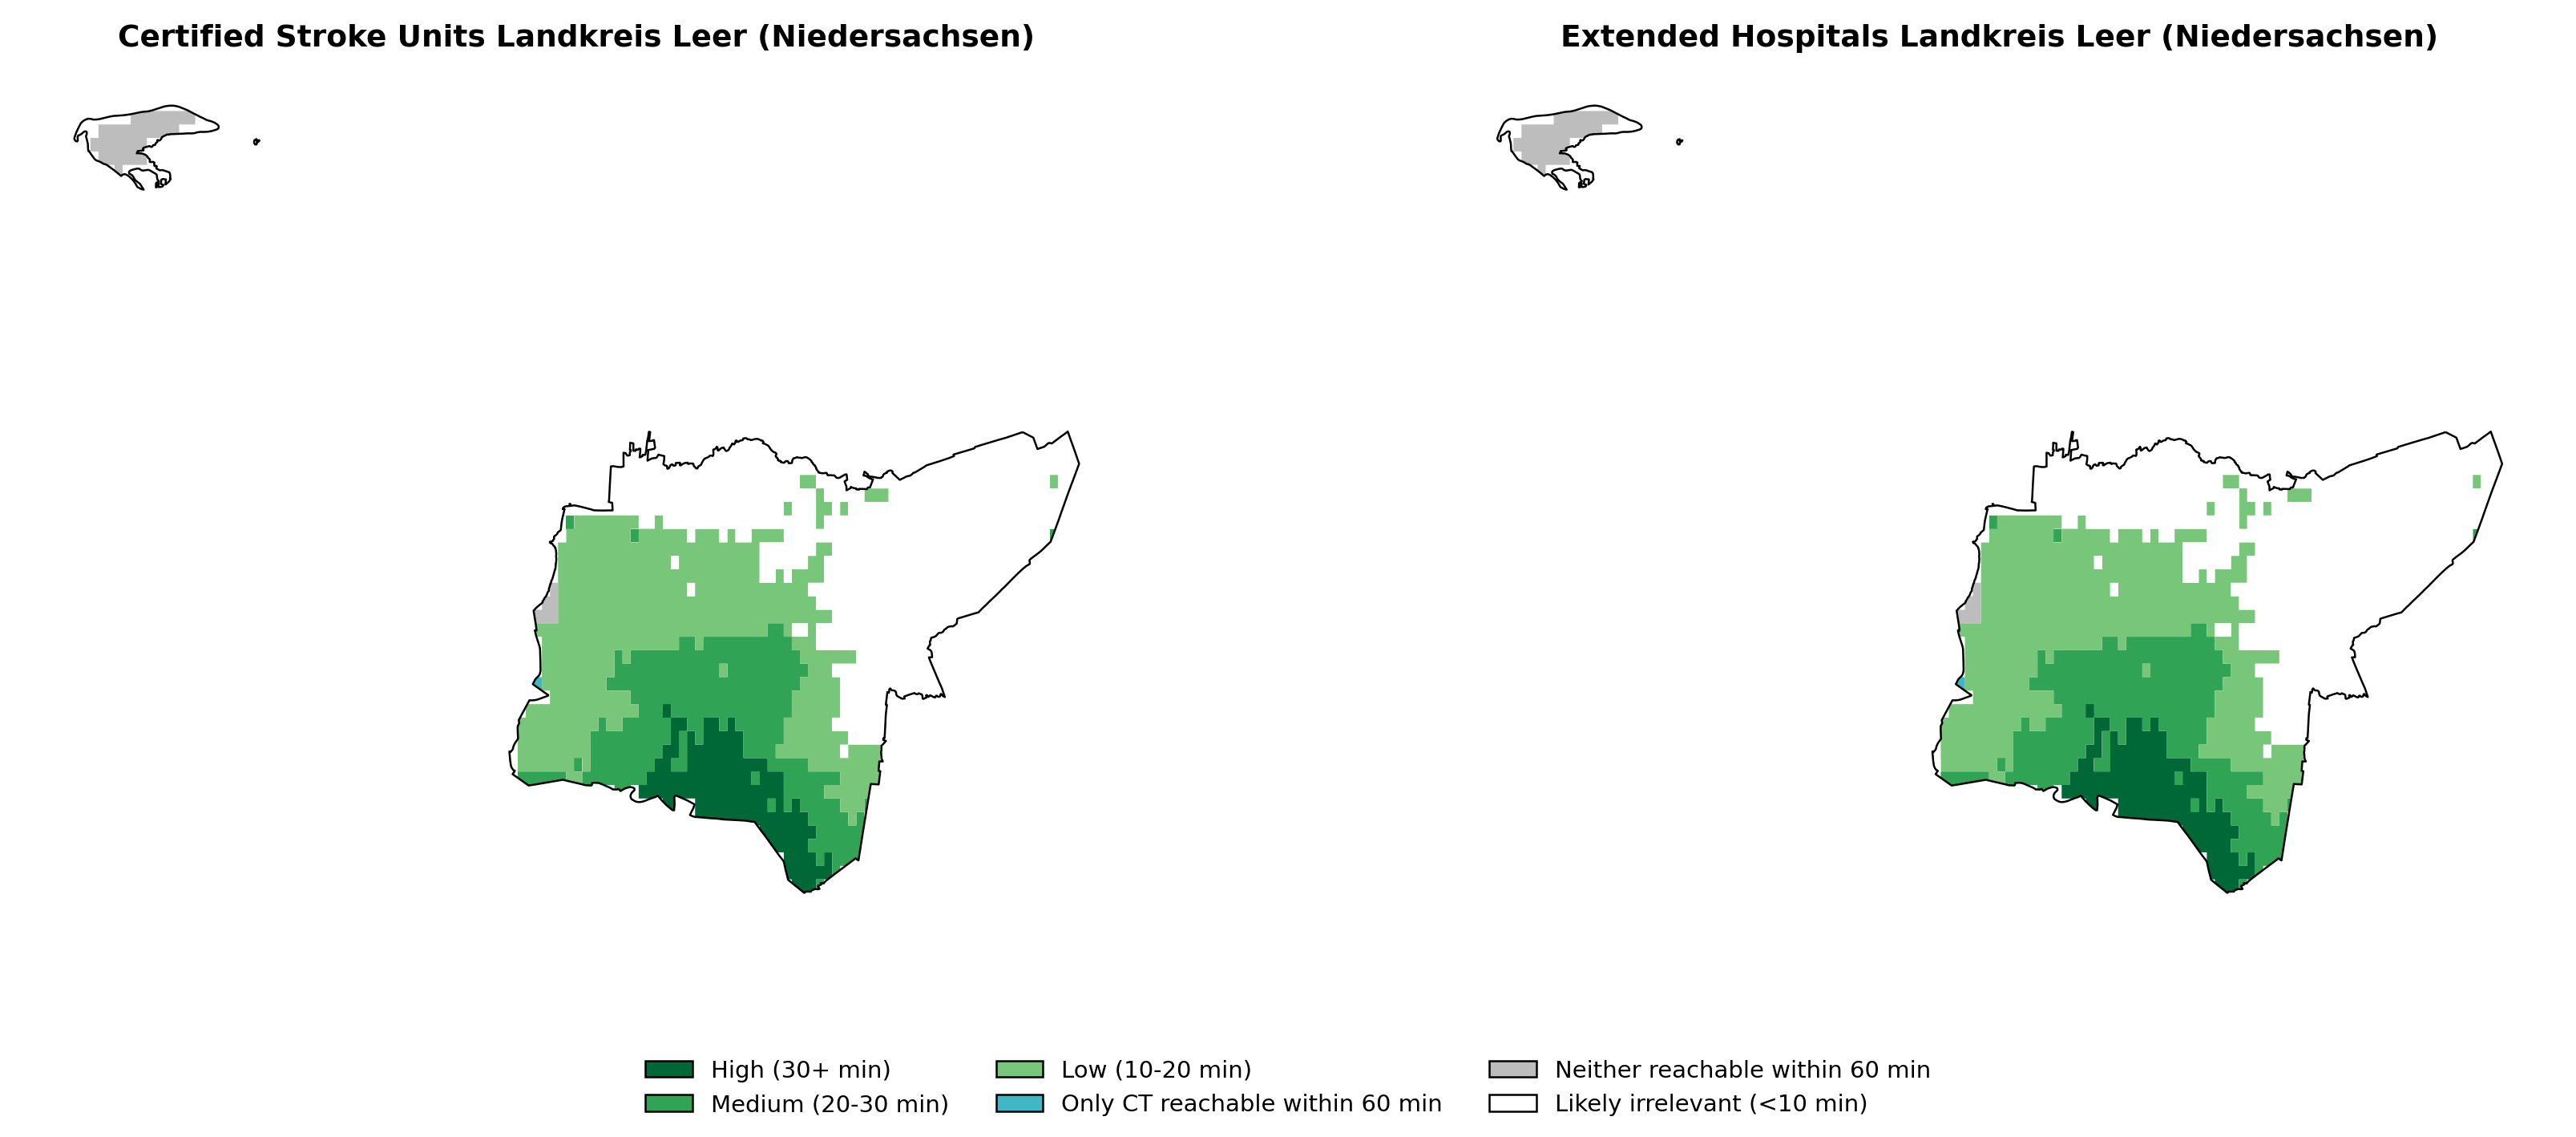 Certified Stroke Units Landkreis Leer (Niedersachsen)
Extended Hospitals Landkreis Leer (Niedersachsen)
High (30+ min)
Medium (20-30 min)
Low (10-20 min)
Only CT reachable within 60 min
Neither reachable within 60 min
Likely irrelevant (<10 min)